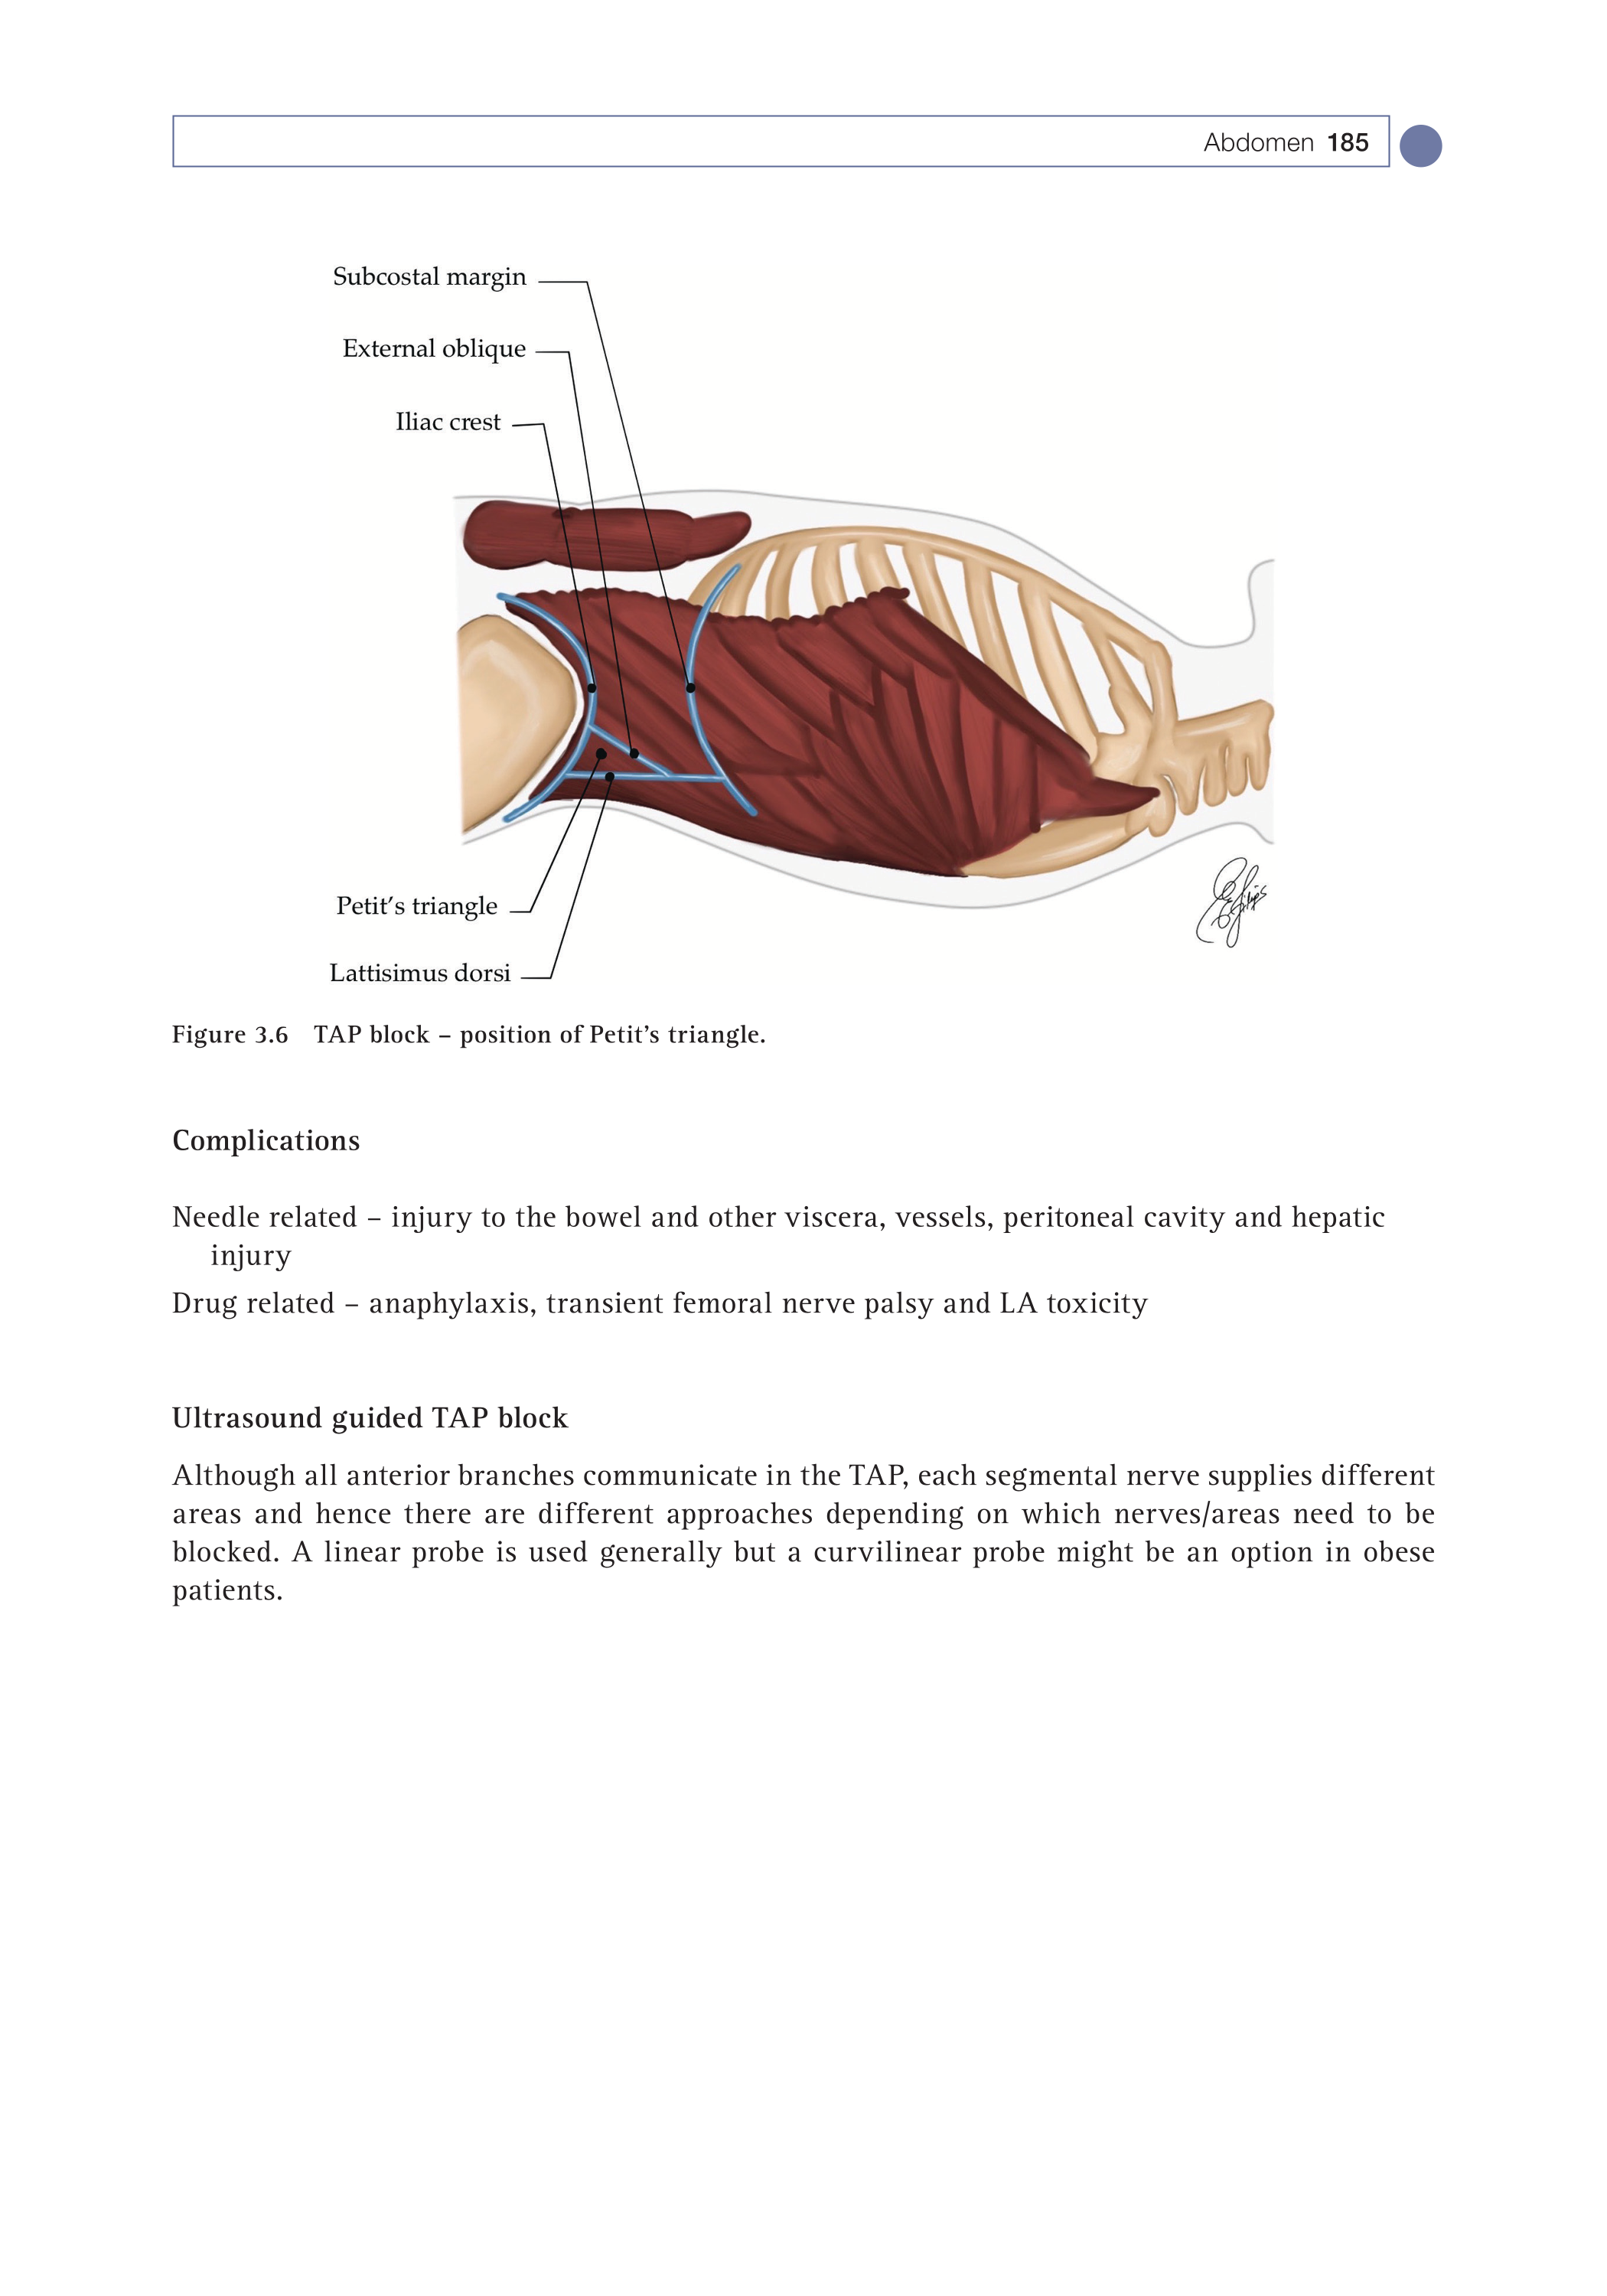 Abdomen 185
Subcostal margin
External oblique
Iliac crest
Petit's triangle
Lattisimus dorsi
Figure 3.6 TAP block – position of Petit's triangle.
Complications
Needle related – injury to the bowel and other viscera, vessels, peritoneal cavity and hepatic
injury
Drug related – anaphylaxis, transient femoral nerve palsy and LA toxicity
Ultrasound guided TAP block
Although all anterior branches communicate in the TAP, each segmental nerve supplies different
areas and hence there are different approaches depending on which nerves/areas need to be
blocked. A linear probe is used generally but a curvilinear probe might be an option in obese
patients.